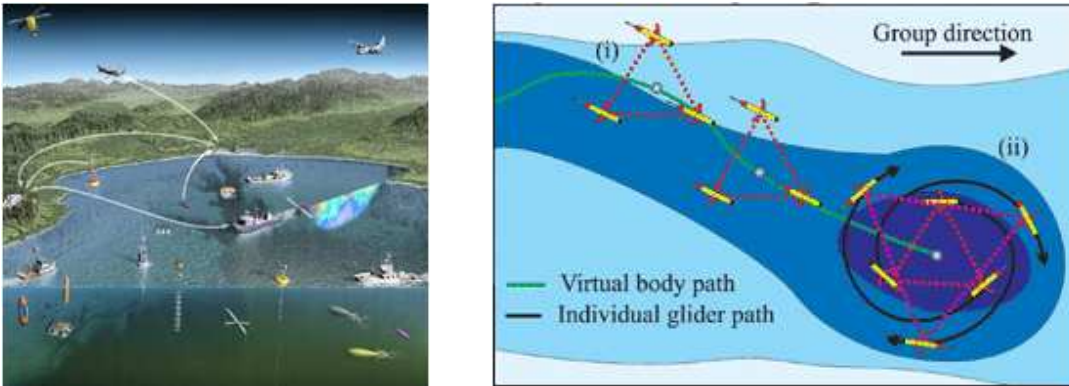 Group direction
(i)
(ii)
Virtual body path
Individual glider path